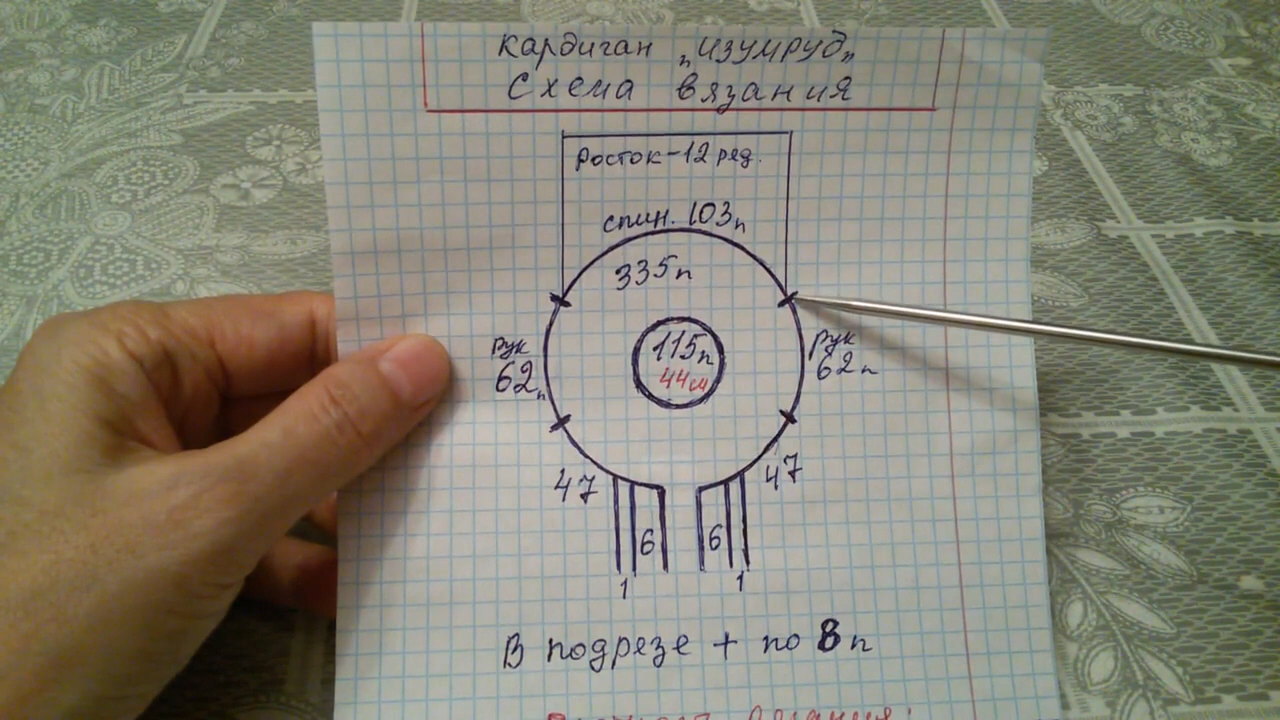 кардиган "Изумруд"
Схема вязания
Росток-12 ряд.
спин. 103п
335п
115п
44м
рук
62п
рук
62п
47
47
6
6
1
1
В подрезе + по 8п